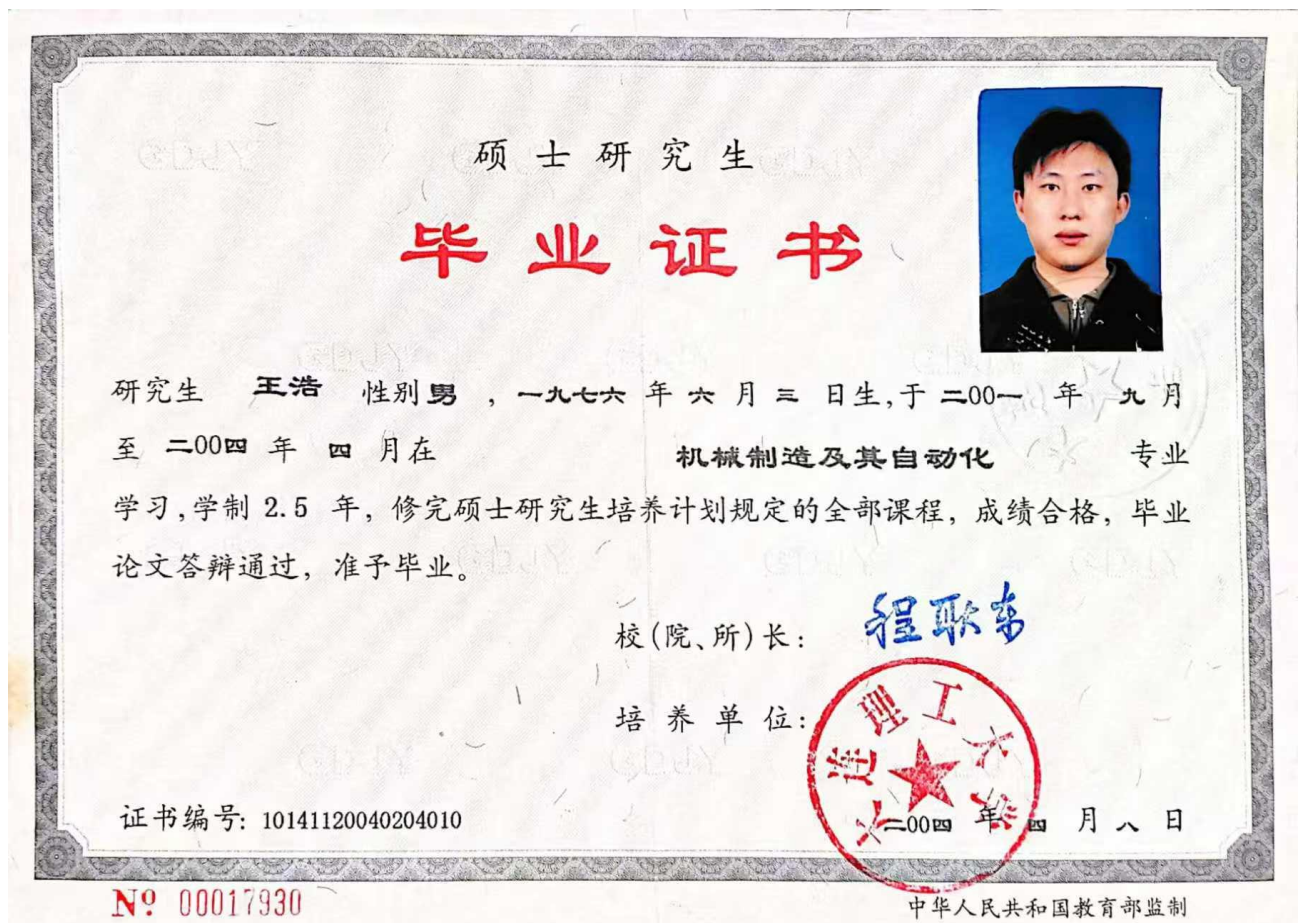 硕士研究生
毕业证书
研究生 王浩 性别男 ,一九七六 年 六 月 三 日生,于 二00一 年 九 月
至 二00四 年 四 月在 机械制造及其自动化 专业
学习,学制 2.5 年,修完硕士研究生培养计划规定的全部课程,成绩合格,毕业
论文答辩通过,准予毕业。
校(院、所)长: 程耿东
培养单位:
大连理工大学
证书编号: 10141120040204010
二00四 年 四 月 八 日
№ 00017930
中华人民共和国教育部监制